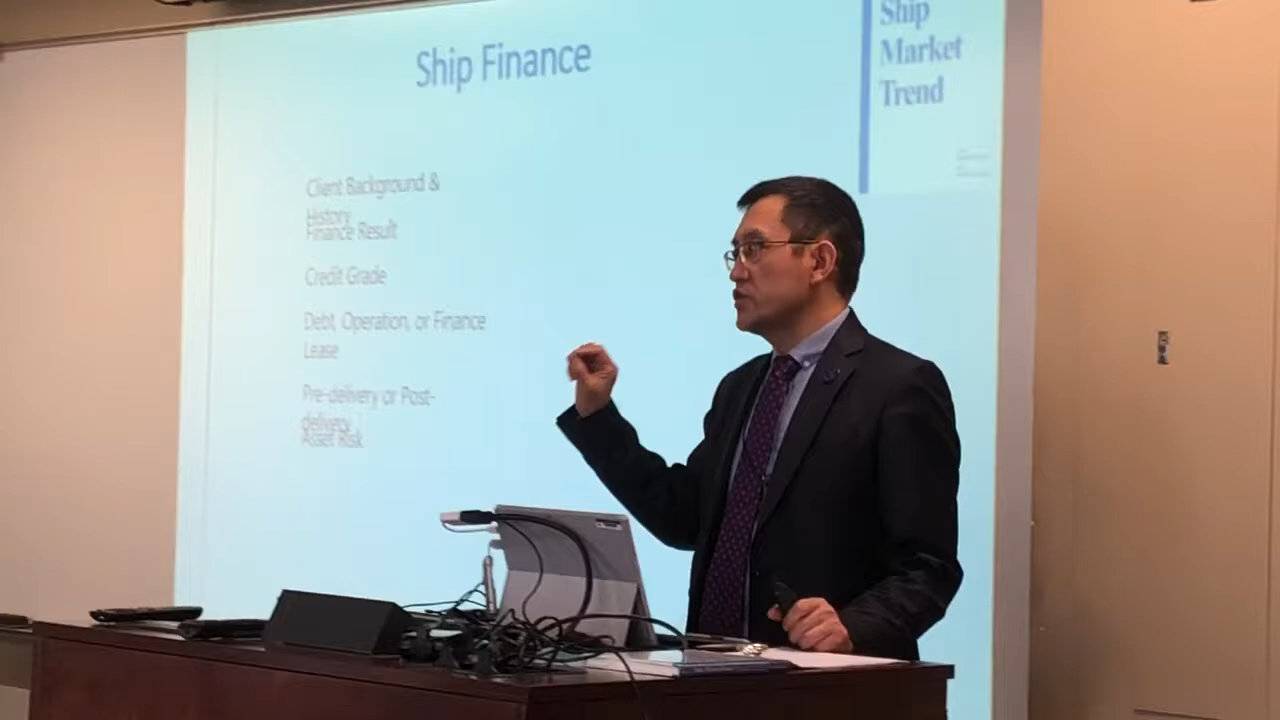 Ship Finance
Ship
Market
Trend
Client Background &
History
Finance Result
Credit Grade
Debt, Operation, or Finance
Lease
Pre-delivery or Post-
delivery
Asset Risk